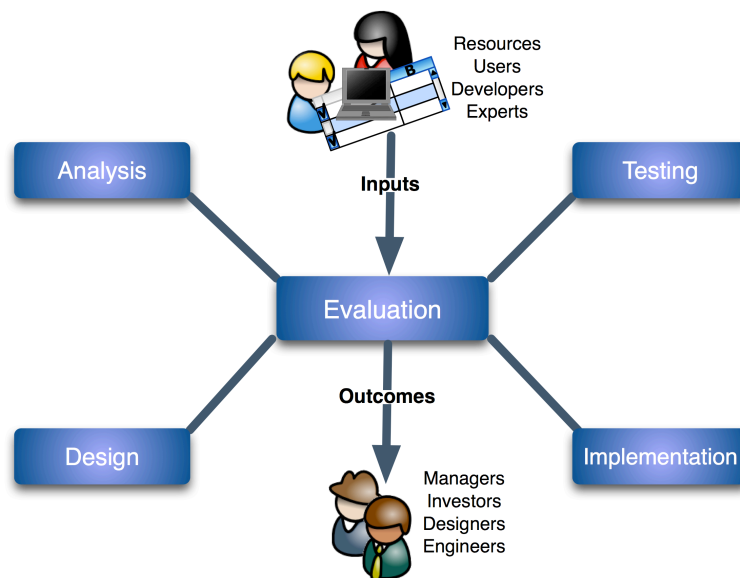 Resources
Users
Developers
Experts
B
Analysis
Inputs
Testing
Evaluation
Outcomes
Design
Implementation
Managers
Investors
Designers
Engineers